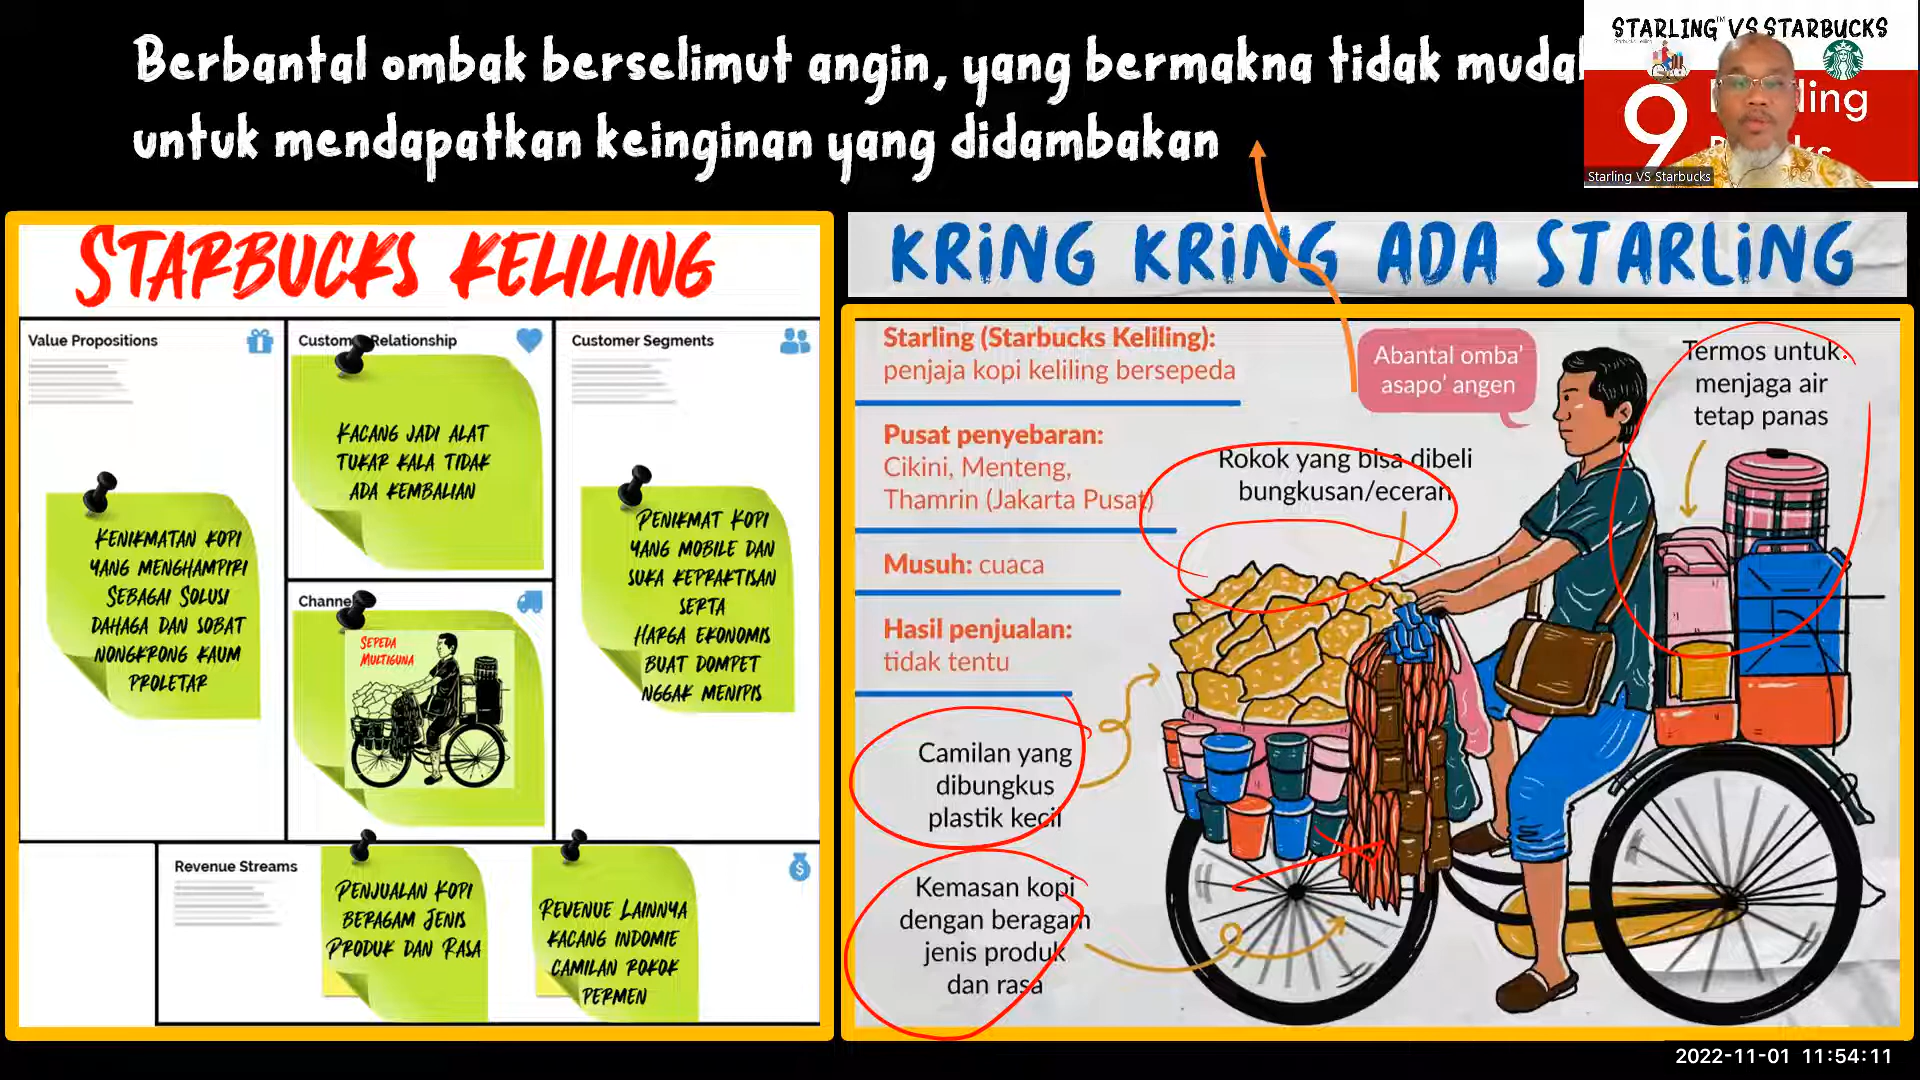 Berbantal ombak berselimut angin, yang bermakna tidak
untuk mendapatkan keinginan yang didambakan
STARLING VS STARBUCKS
9
Starling VS Starbucks
STARBUCKS KELILING
Value Propositions
KENIKMATAN KOPI
YANG MENGHAMPIRI
SEBAGAI SOLUSI
DAHAGA DAN SOBAT
NONGKRONG KAUM
PROLETAR
Customer Relationship
KACANG JADI ALAT
TUKAR KALA TIDAK
ADA KEMBALIAN
Channe
SEPEDA
MULTIGUNA
Customer Segments
PENIKMAT KOPI
YANG MOBILE DAN
SUKA KEPRAKTISAN
SERTA
HARGA EKONOMIS
BUAT DOMPET
NGGAK MENIPIS
Revenue Streams
PENJUALAN KOPI
BERAGAM JENIS
PRODUK DAN RASA
REVENUE LAINNYA
KACANG INDOMIE
CAMILAN ROKOK
PERMEN
KRING KRING ADA STARLING
Starling (Starbucks Keliling):
penjaja kopi keliling bersepeda
Pusat penyebaran:
Cikini, Menteng,
Thamrin (Jakarta Pusat)
Musuh: cuaca
Hasil penjualan:
tidak tentu
Camilan yang
dibungkus
plastik kecil
Kemasan kopi
dengan beragam
jenis produk
dan rasa
Rokok yang bisa dibeli
bungkusan/eceran
Abantal omba'
asapo' angen
Termos untuk
menjaga air
tetap panas
2022-11-01 11:54:11